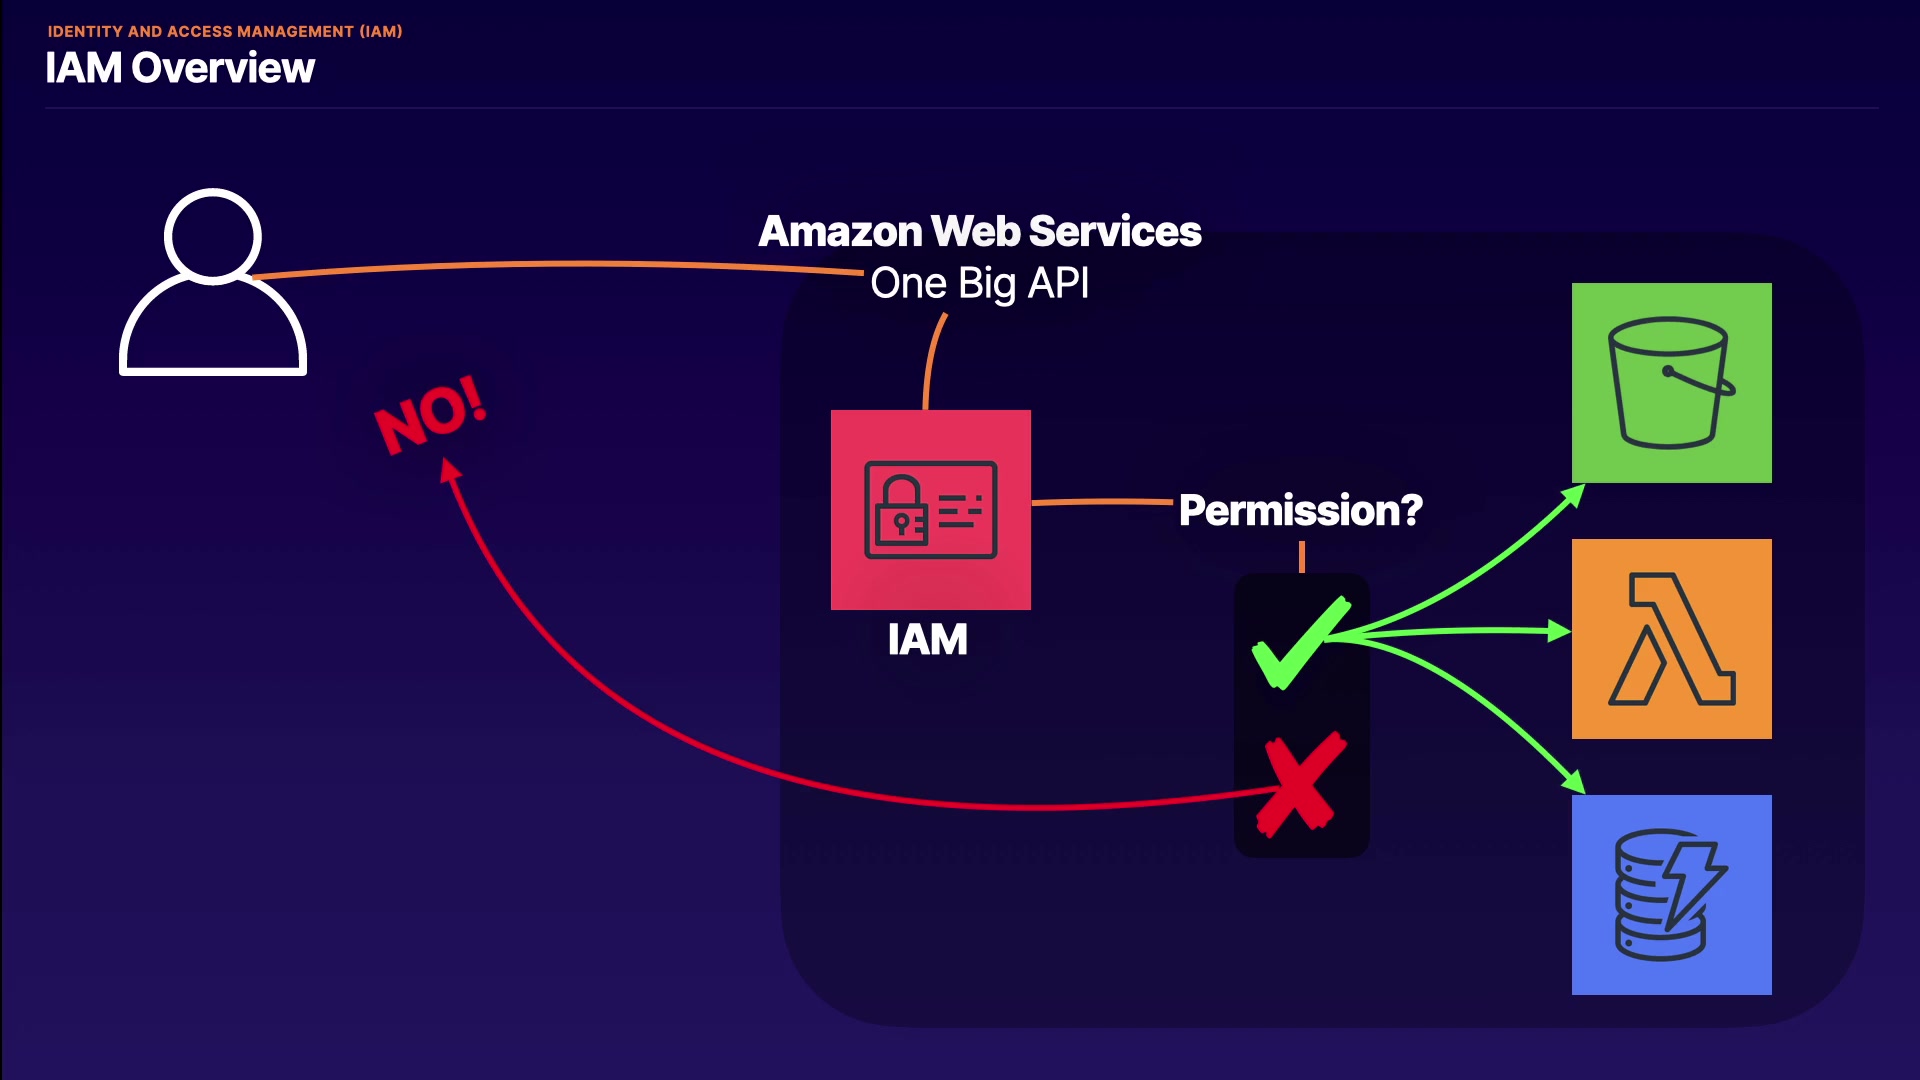 IDENTITY AND ACCESS MANAGEMENT (IAM)
IAM Overview
Amazon Web Services
One Big API
NO!
Permission?
IAM